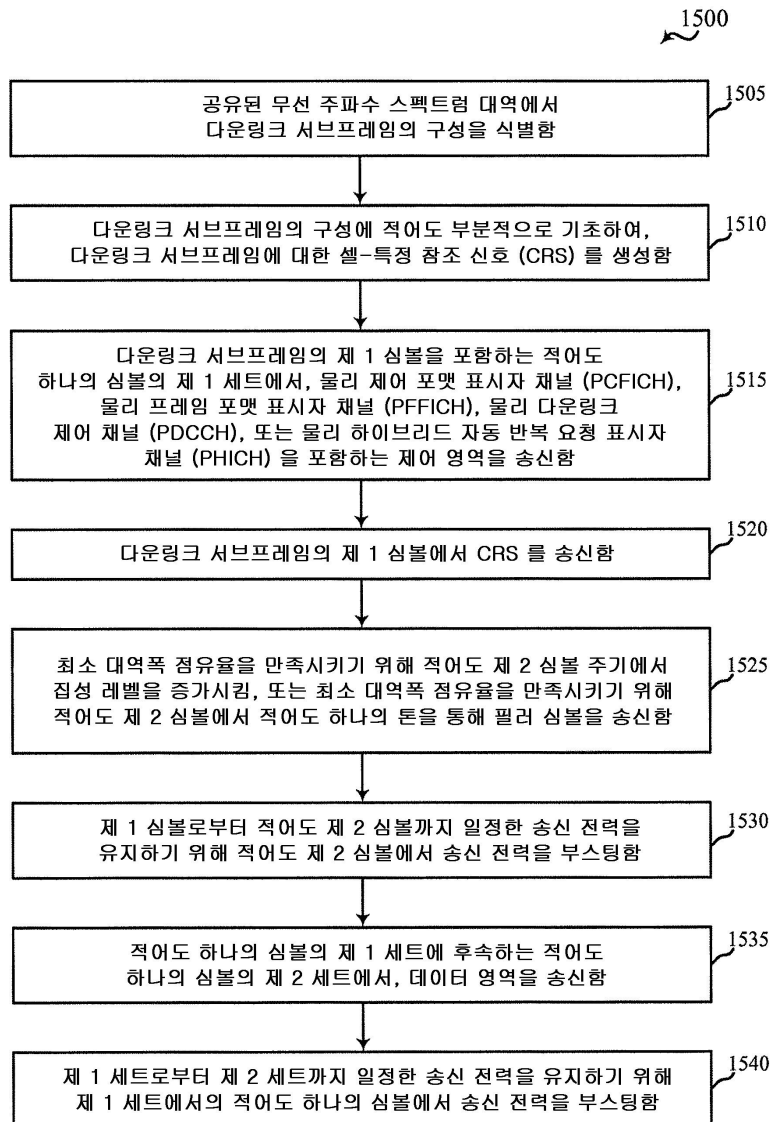 1500
공유된 무선 주파수 스펙트럼 대역에서
다운링크 서브프레임의 구성을 식별함
1505
다운링크 서브프레임의 구성에 적어도 부분적으로 기초하여,
다운링크 서브프레임에 대한 셀-특정 참조 신호 (CRS) 를 생성함
1510
다운링크 서브프레임의 제 1 심볼을 포함하는 적어도
하나의 심볼의 제 1 세트에서, 물리 제어 포맷 표시자 채널 (PCFICH),
물리 프레임 포맷 표시자 채널 (PFFICH), 물리 다운링크
제어 채널 (PDCCH), 또는 물리 하이브리드 자동 반복 요청 표시자
채널 (PHICH) 을 포함하는 제어 영역을 송신함
1515
다운링크 서브프레임의 제 1 심볼에서 CRS 를 송신함
1520
최소 대역폭 점유율을 만족시키기 위해 적어도 제 2 심볼 주기에서
집성 레벨을 증가시킴, 또는 최소 대역폭 점유율을 만족시키기 위해
적어도 제 2 심볼에서 적어도 하나의 톤을 통해 필러 심볼을 송신함
1525
제 1 심볼로부터 적어도 제 2 심볼까지 일정한 송신 전력을
유지하기 위해 적어도 제 2 심볼에서 송신 전력을 부스팅함
1530
적어도 하나의 심볼의 제 1 세트에 후속하는 적어도
하나의 심볼의 제 2 세트에서, 데이터 영역을 송신함
1535
제 1 세트로부터 제 2 세트까지 일정한 송신 전력을 유지하기 위해
제 1 세트에서의 적어도 하나의 심볼에서 송신 전력을 부스팅함
1540